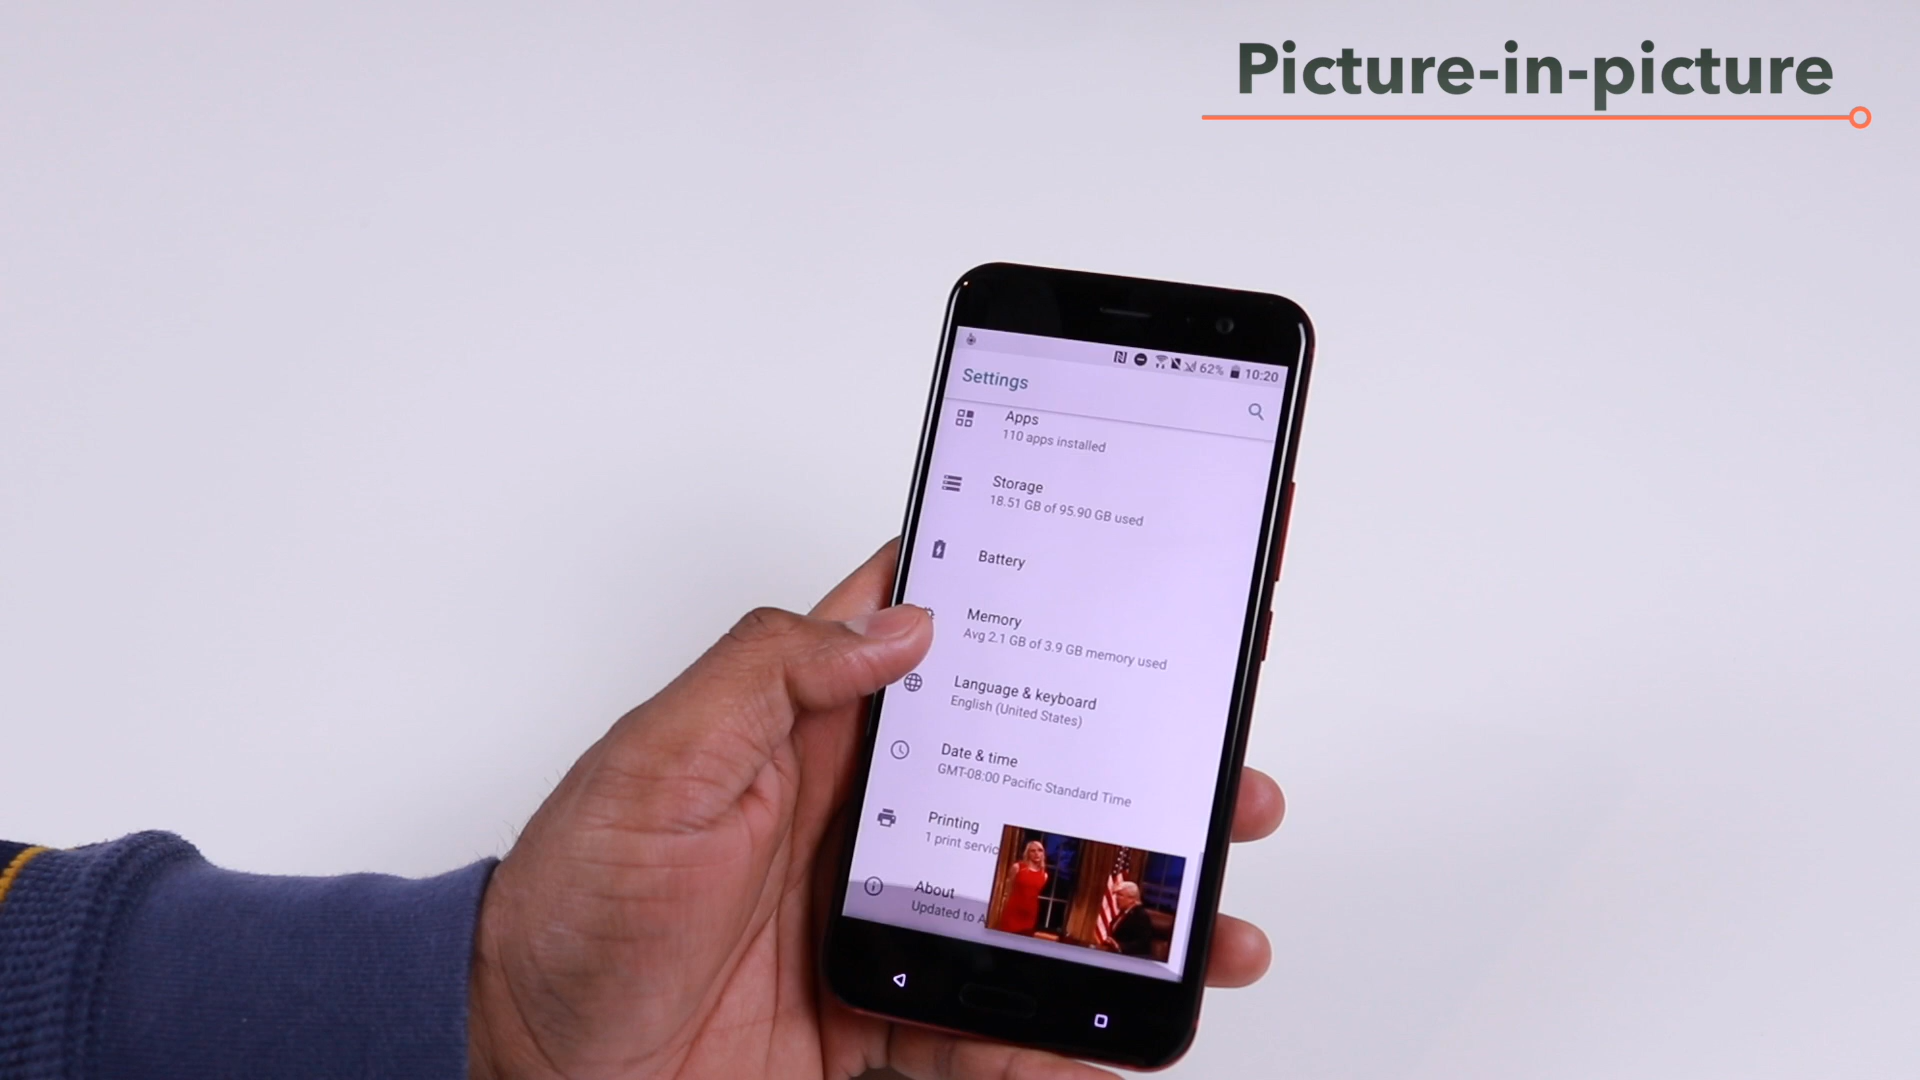 Picture-in-picture
62% 10:20
Settings
Apps
110 apps installed
Storage
18.51 GB of 95.90 GB used
Battery
Memory
Avg 2.1 GB of 3.9 GB memory used
Language & keyboard
English (United States)
Date & time
GMT-08:00 Pacific Standard Time
Printing
1 print servic
About
Updated to A